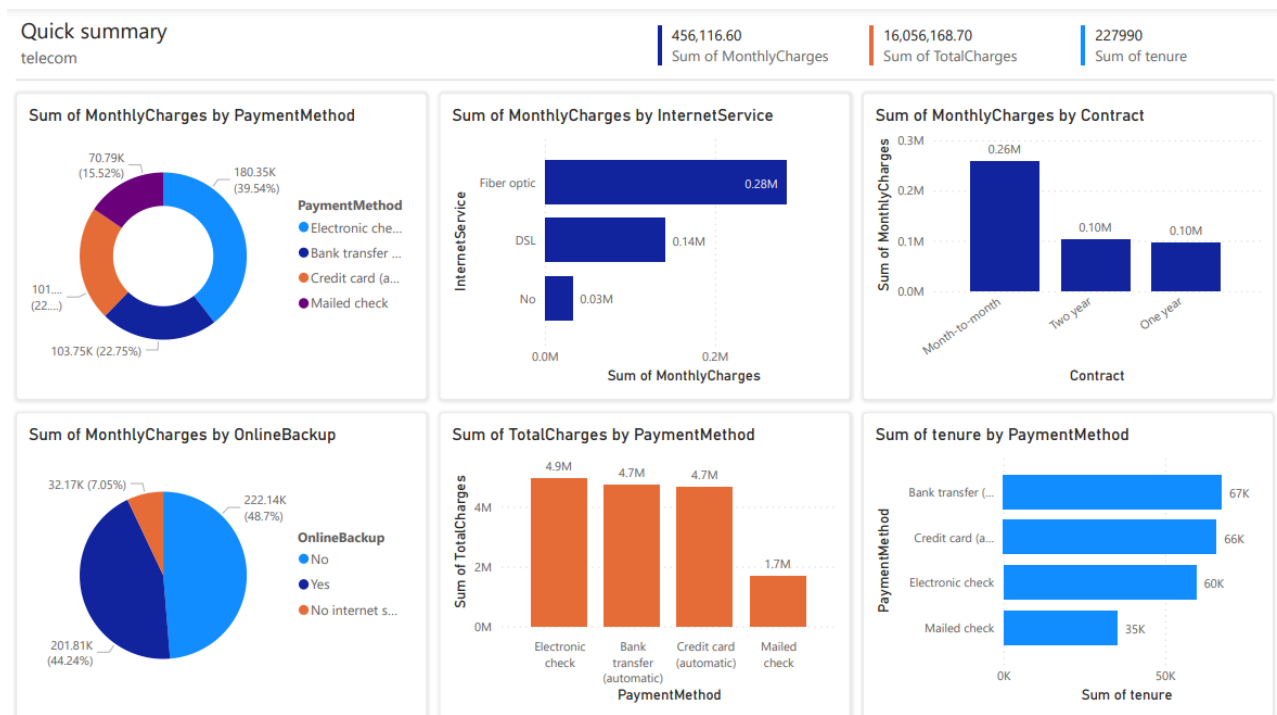 Quick summary
telecom
456,116.60
Sum of MonthlyCharges
16,056,168.70
Sum of TotalCharges
227990
Sum of tenure
Sum of MonthlyCharges by PaymentMethod
70.79K
(15.52%)
180.35K
(39.54%)
101....
(22....)
103.75K (22.75%)
PaymentMethod
Electronic che...
Bank transfer ...
Credit card (a...
Mailed check
Sum of MonthlyCharges by InternetService
InternetService
Fiber optic
0.28M
DSL
0.14M
No
0.03M
0.0M
0.2M
Sum of MonthlyCharges
Sum of MonthlyCharges by Contract
Sum of MonthlyCharges
0.3M
0.2M
0.1M
0.0M
0.26M
0.10M
0.10M
Month-to-month
Two year
One year
Contract
Sum of MonthlyCharges by OnlineBackup
32.17K (7.05%)
222.14K
(48.7%)
201.81K
(44.24%)
OnlineBackup
No
Yes
No internet s...
Sum of TotalCharges by PaymentMethod
Sum of TotalCharges
4M
2M
0M
4.9M
4.7M
4.7M
1.7M
Electronic
check
Bank
transfer
(automatic)
Credit card
(automatic)
Mailed
check
PaymentMethod
Sum of tenure by PaymentMethod
PaymentMethod
Bank transfer (...
67K
Credit card (a...
66K
Electronic check
60K
Mailed check
35K
0K
50K
Sum of tenure